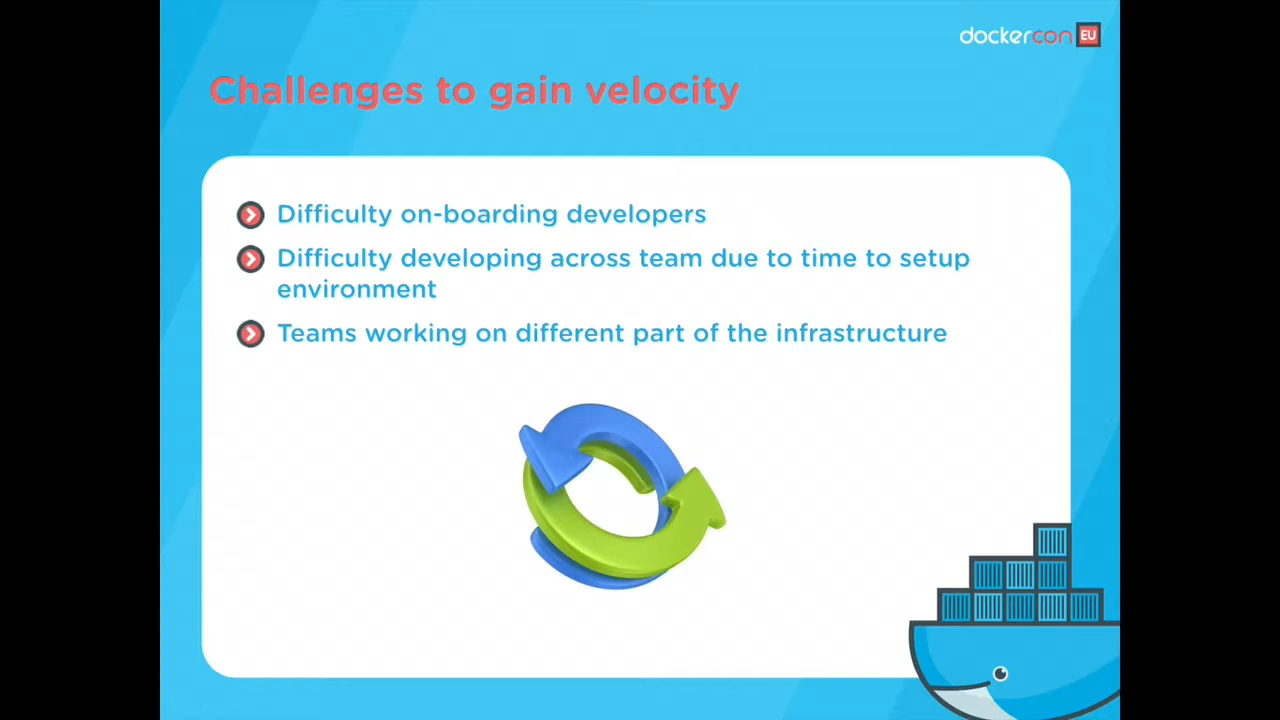 dockercon EU
Challenges to gain velocity
Difficulty on-boarding developers
Difficulty developing across team due to time to setup
environment
Teams working on different part of the infrastructure